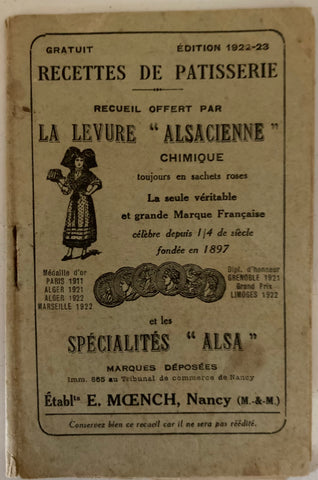 GRATUIT ÉDITION 1922-23
RECETTES DE PATISSERIE
RECUEIL OFFERT PAR
LA LEVURE "ALSACIENNE"
CHIMIQUE
toujours en sachets roses
La seule véritable
et grande Marque Française
célèbre depuis 1/4 de siècle
fondée en 1897
Médaille d'or
PARIS 1911
ALGER 1921
ALGER 1922
MARSEILLE 1922
Dipl. d'honneur
GRENOBLE 1921
Grand Prix
LIMOGES 1922
et les
SPÉCIALITÉS "ALSA"
MARQUES DÉPOSÉES
Imm. 665 au Tribunal de commerce de Nancy
Établts E. MŒNCH, Nancy (M.-&-M.)
Conservez bien ce recueil car il ne sera pas réédité.